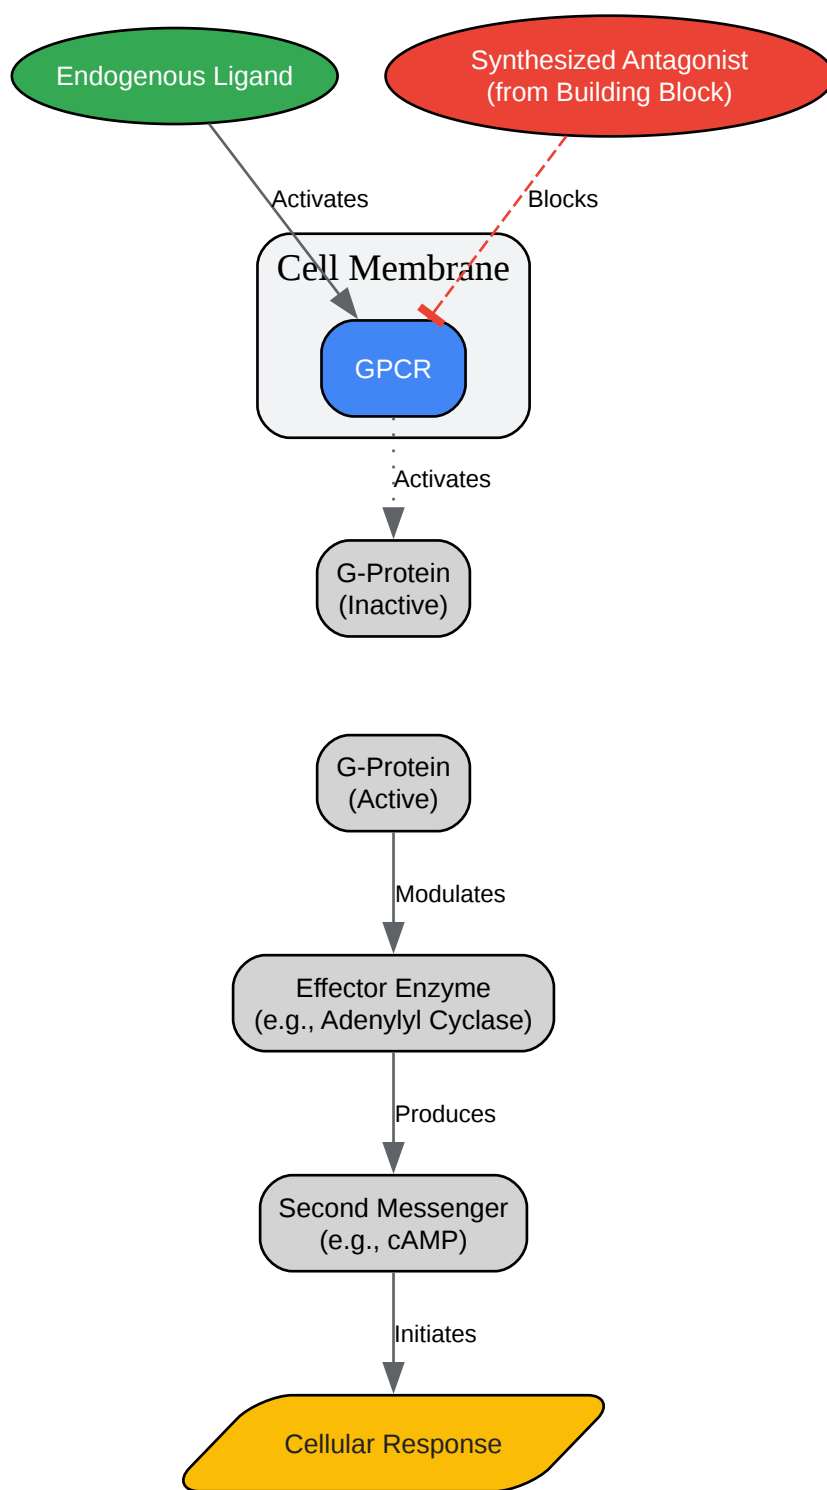 Endogenous Ligand
Synthesized Antagonist
(from Building Block)
Activates
Blocks
Cell Membrane
GPCR
Activates
G-Protein
(Inactive)
G-Protein
(Active)
Modulates
Effector Enzyme
(e.g., Adenylyl Cyclase)
Produces
Second Messenger
(e.g., cAMP)
Initiates
Cellular Response